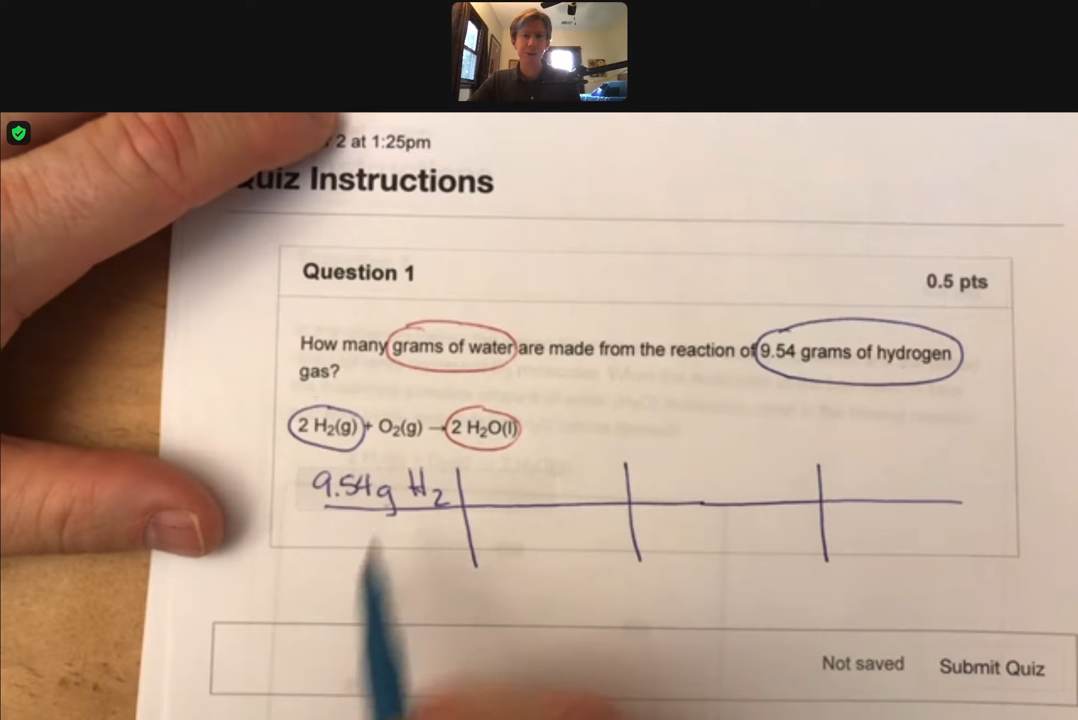 2 at 1:25pm
Quiz Instructions
Question 1
0.5 pts
How many grams of water are made from the reaction of 9.54 grams of hydrogen
gas?
2 H₂(g) + O₂(g) → 2 H₂O(l)
9.54g H₂
Not saved
Submit Quiz